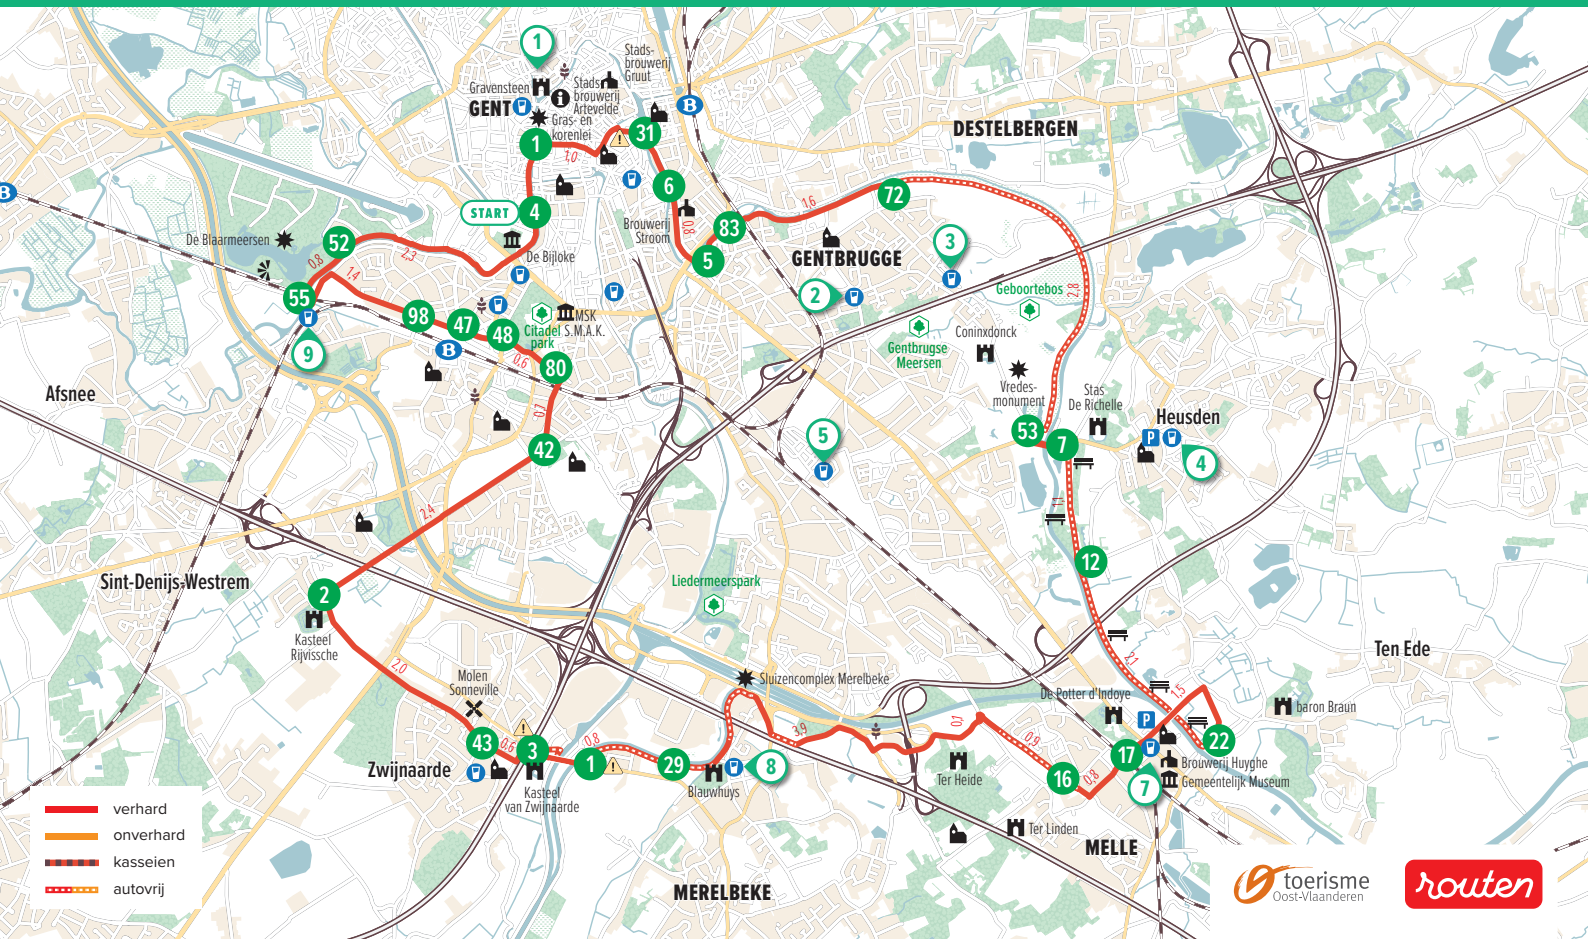 1
Stads-
brouwerij
Gruut
Gravensteen
Stads-
brouwerij
Artevelde
GENT
Gras- en
korenlei
B
31
1
1,0
DESTELBERGEN
B
6
72
START
4
1,6
Brouwerij
Stroom
0,8
83
5
De Blaarmeersen
52
2,3
De Bijloke
GENTBRUGGE
3
0,8
1,4
55
2
Geboortebos
2,8
98
47
48
Citadel
park
MSK
S.M.A.K.
Gentbrugse
Meersen
Coninxdonck
B
0,6
9
80
Afsnee
0,7
Vredes-
monument
Stas
De Richelle
Heusden
53
7
P
4
5
42
1,1
2,4
12
Sint-Denijs-Westrem
2
Liedermeerspark
Kasteel
Rijvissche
Ten Ede
2,0
2,1
Molen
Sonneville
Sluizencomplex Merelbeke
De Potter d'Indoye
1,5
P
baron Braun
0,1
3,9
0,9
22
43
0,6
3
0,8
1
29
17
Brouwerij Huyghe
Gemeentelijk Museum
Zwijnaarde
Kasteel
van Zwijnaarde
Blauwhuys
8
Ter Heide
16
0,8
7
Ter Linden
MELLE
MERELBEKE
verhard
onverhard
kasseien
autovrij
toerisme
Oost-Vlaanderen
routen